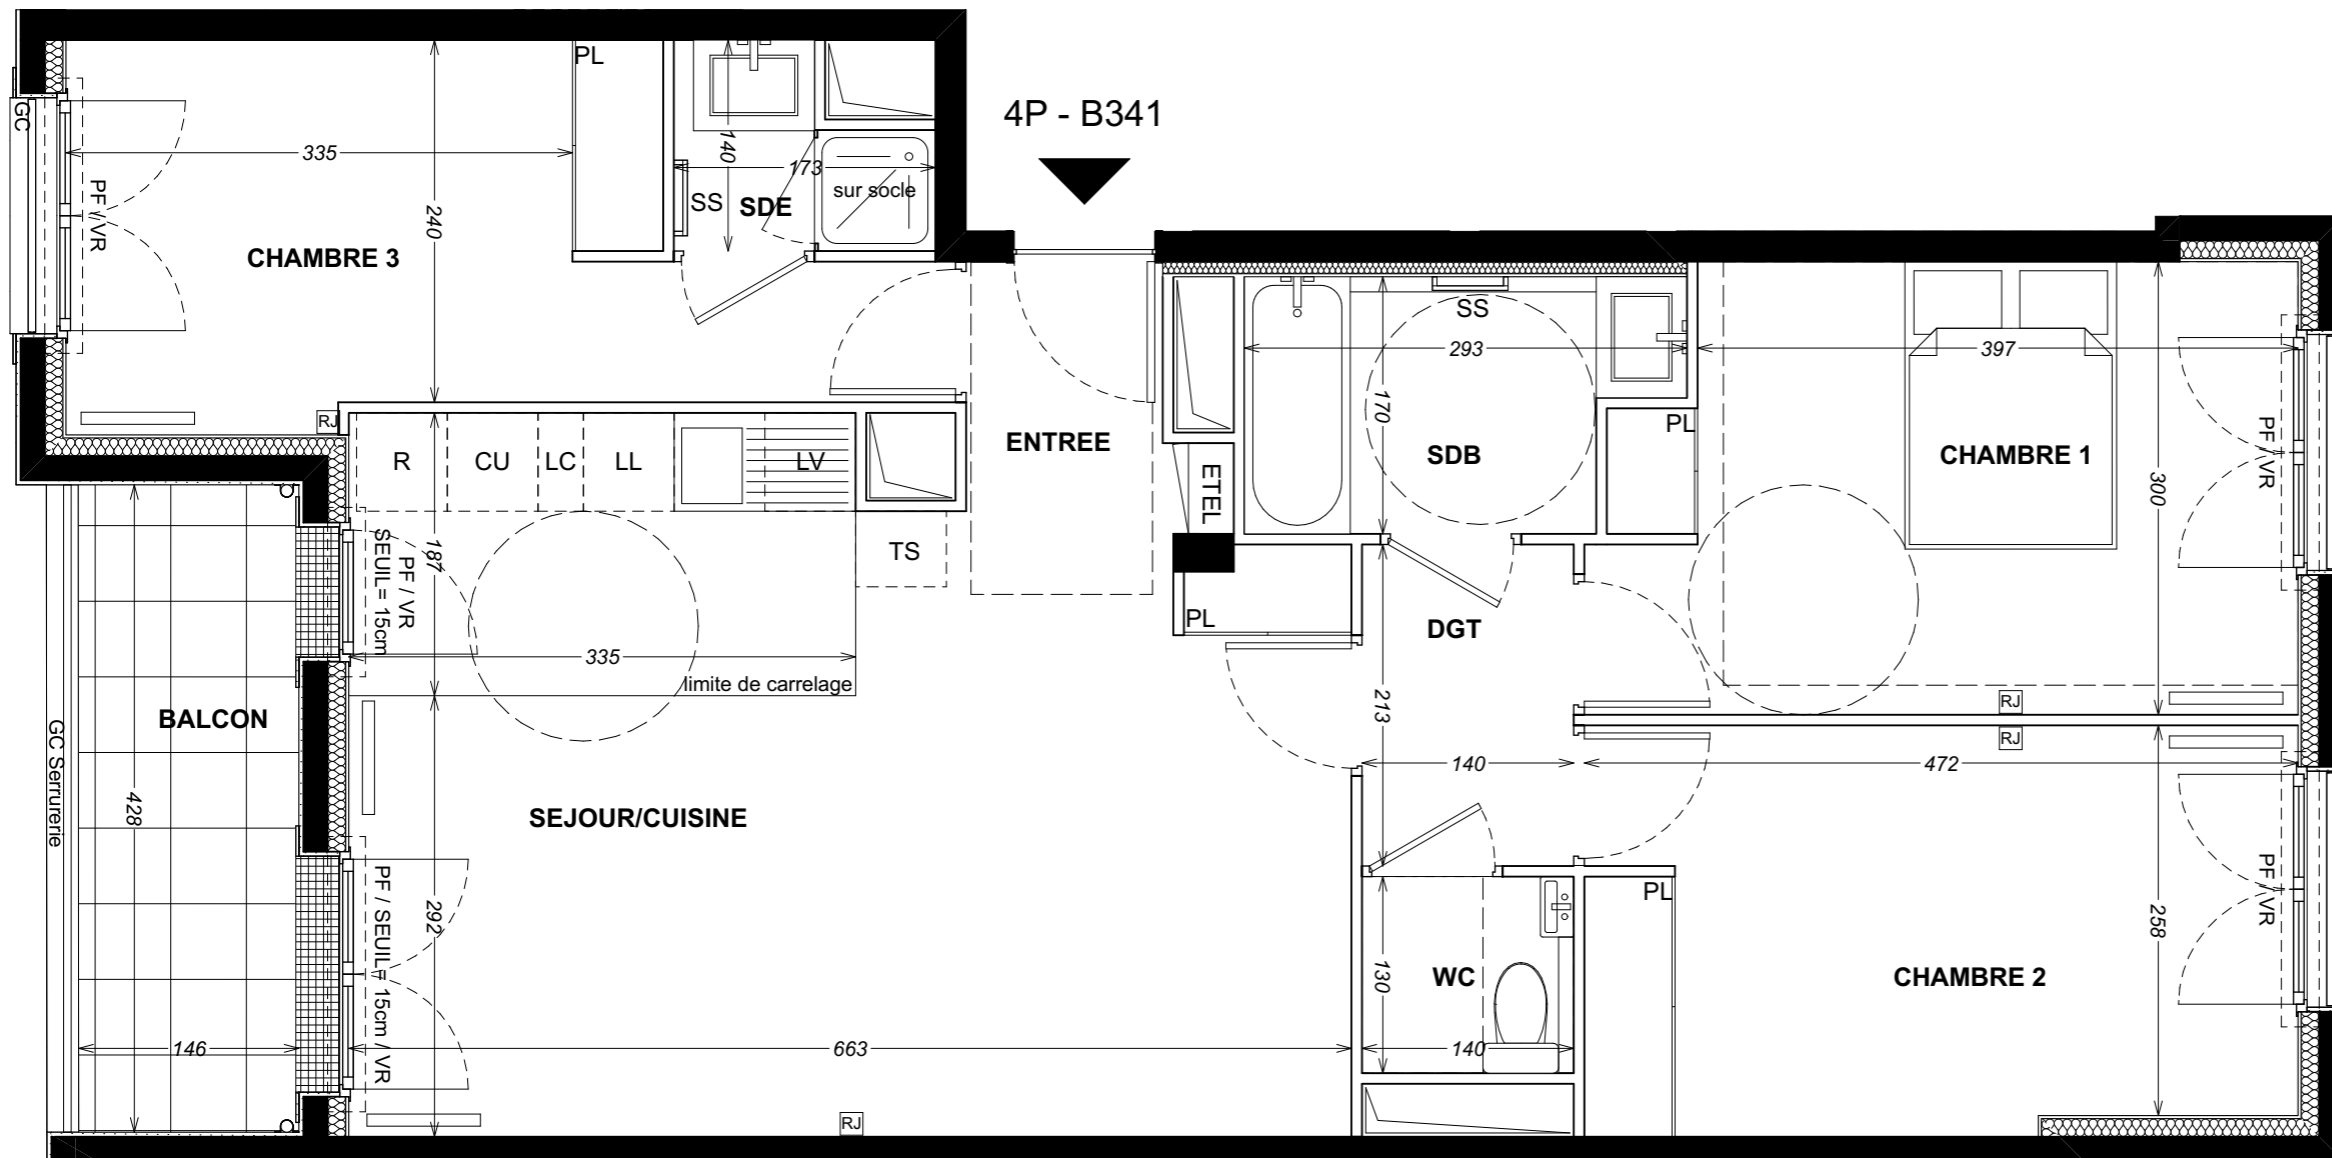 4P - B341
PL
GC
335
PF / VR
240
CHAMBRE 3
140
173
SS
SDE
sur socle
RJ
R
CU
LC
LL
LV
TS
ENTREE
ETEL
SS
293
170
SDB
PL
397
CHAMBRE 1
PF / VR
300
187
PF / VR
SEUIL = 15cm
335
limite de carrelage
PL
DGT
213
140
RJ
RJ
472
BALCON
GC Serrurerie
428
146
SEJOUR/CUISINE
292
PF / SEUIL = 15cm / VR
663
RJ
WC
130
140
PL
258
PF / VR
CHAMBRE 2